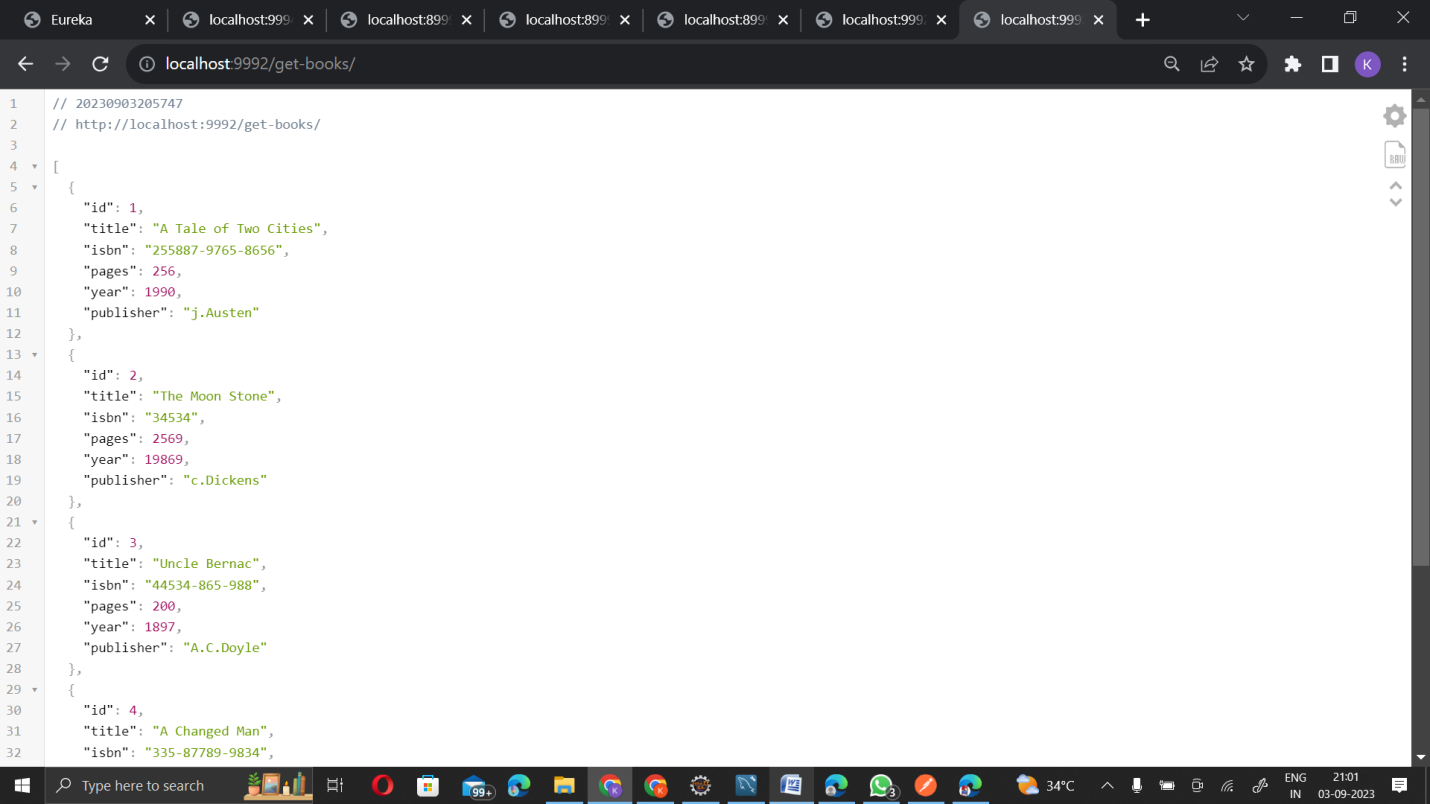 Eureka
localhost:999
localhost:899
localhost:899
localhost:899
localhost:999
localhost:999
localhost:9992/get-books/
K
1 // 20230903205747
2 // http://localhost:9992/get-books/
3
4 [
5 {
6 "id": 1,
7 "title": "A Tale of Two Cities",
8 "isbn": "255887-9765-8656",
9 "pages": 256,
10 "year": 1990,
11 "publisher": "j.Austen"
12 },
13 {
14 "id": 2,
15 "title": "The Moon Stone",
16 "isbn": "34534",
17 "pages": 2569,
18 "year": 19869,
19 "publisher": "c.Dickens"
20 },
21 {
22 "id": 3,
23 "title": "Uncle Bernac",
24 "isbn": "44534-865-988",
25 "pages": 200,
26 "year": 1897,
27 "publisher": "A.C.Doyle"
28 },
29 {
30 "id": 4,
31 "title": "A Changed Man",
32 "isbn": "335-87789-9834",
RAW
Type here to search
99+
3
34°C
ENG
IN
21:01
03-09-2023